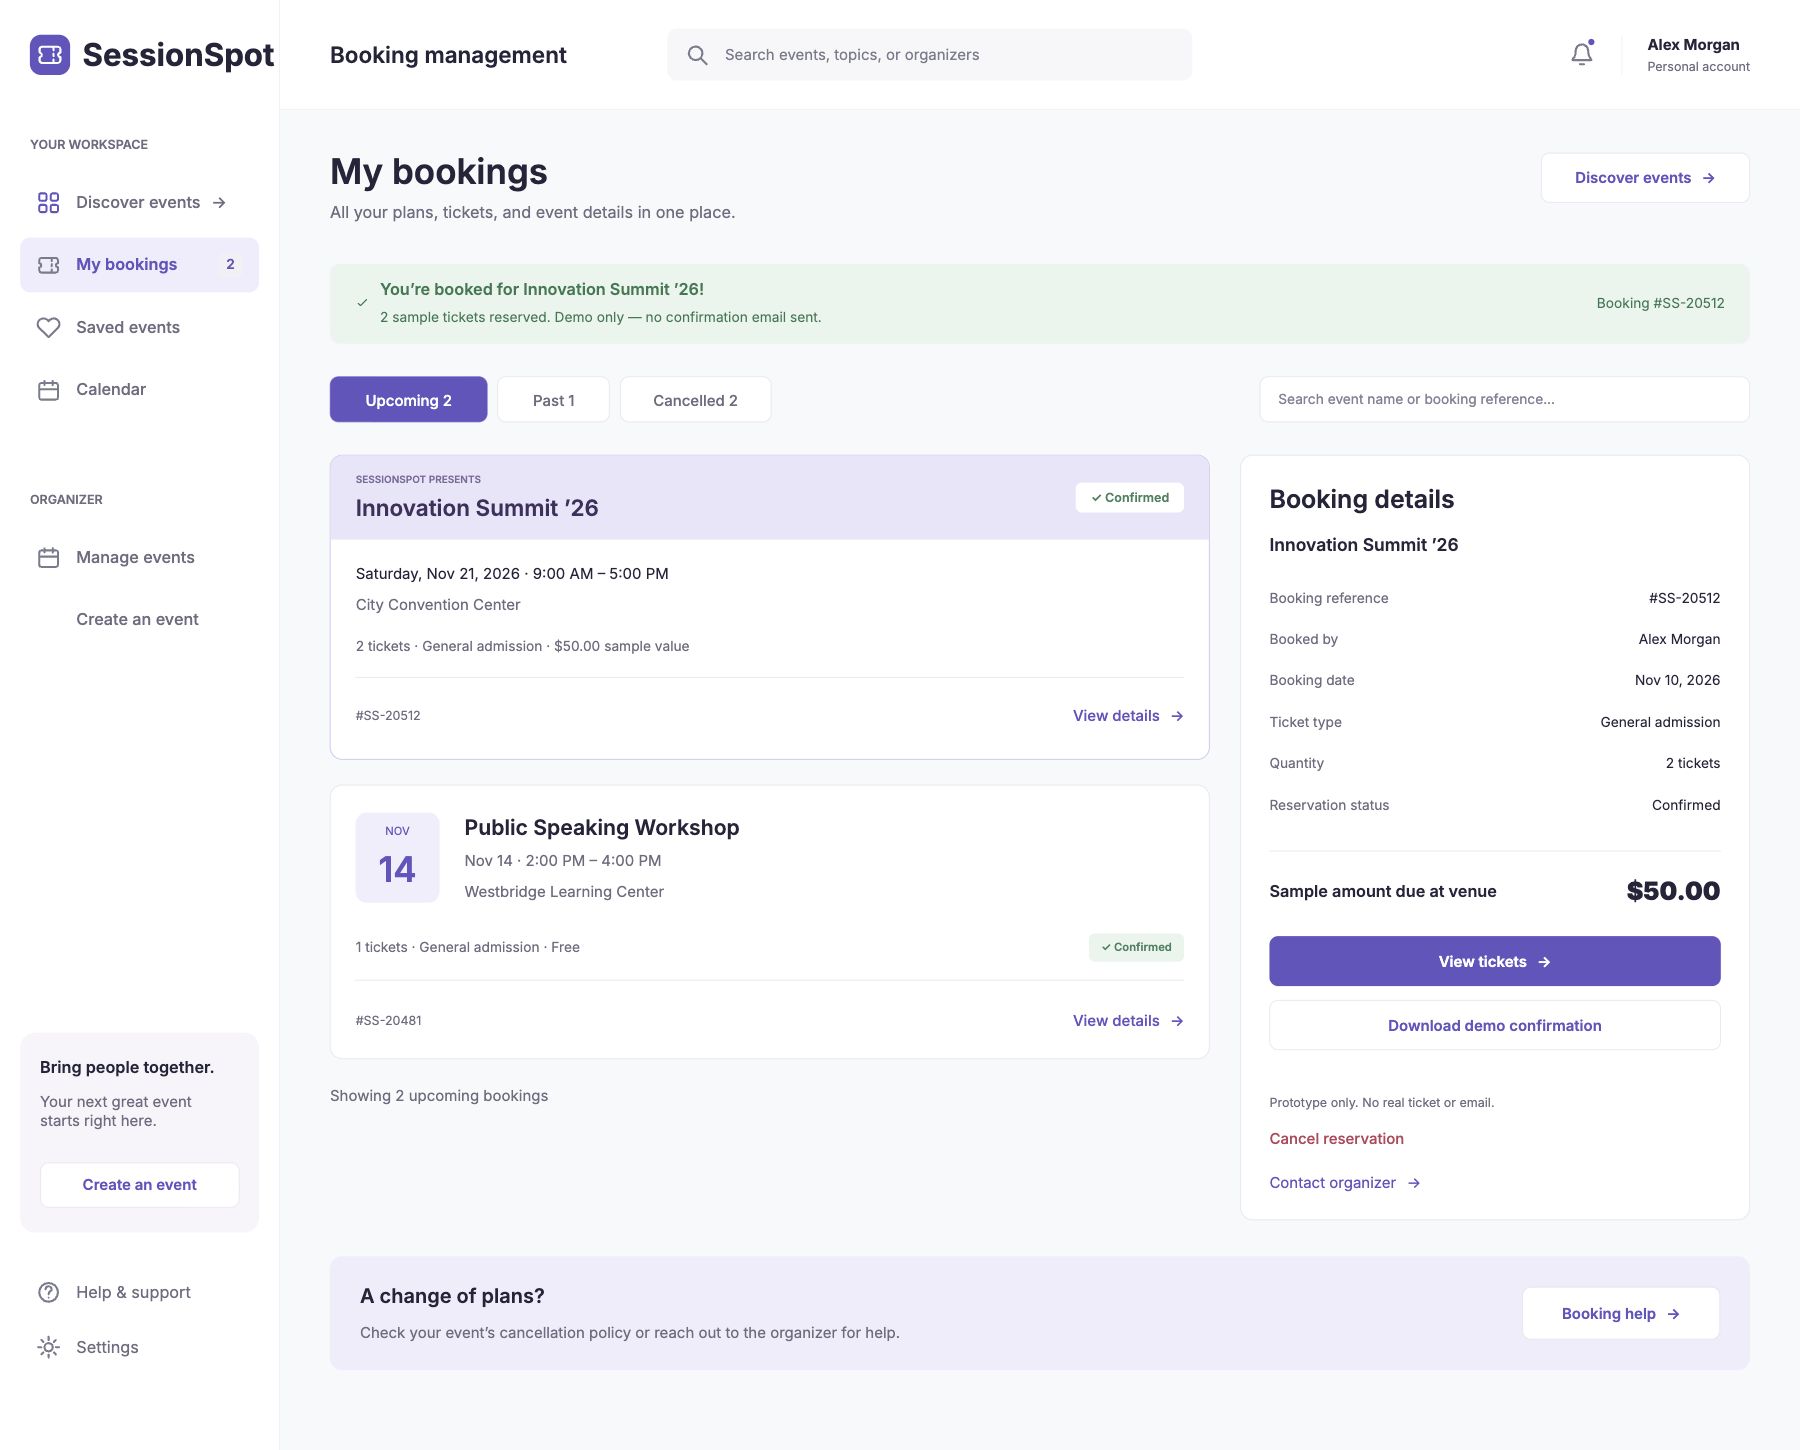 SessionSpot
Booking management
Search events, topics, or organizers
Alex Morgan
Personal account
YOUR WORKSPACE
Discover events →
My bookings 2
Saved events
Calendar
ORGANIZER
Manage events
Create an event
Bring people together.
Your next great event
starts right here.
Create an event
Help & support
Settings
My bookings
All your plans, tickets, and event details in one place.
Discover events →
✓ You’re booked for Innovation Summit ’26!
2 sample tickets reserved. Demo only — no confirmation email sent.
Booking #SS-20512
Upcoming 2
Past 1
Cancelled 2
Search event name or booking reference...
SESSIONSPOT PRESENTS
Innovation Summit ’26
✓ Confirmed
Saturday, Nov 21, 2026 · 9:00 AM – 5:00 PM
City Convention Center
2 tickets · General admission · $50.00 sample value
#SS-20512
View details →
NOV
14
Public Speaking Workshop
Nov 14 · 2:00 PM – 4:00 PM
Westbridge Learning Center
1 tickets · General admission · Free
✓ Confirmed
#SS-20481
View details →
Showing 2 upcoming bookings
Booking details
Innovation Summit ’26
Booking reference #SS-20512
Booked by Alex Morgan
Booking date Nov 10, 2026
Ticket type General admission
Quantity 2 tickets
Reservation status Confirmed
Sample amount due at venue $50.00
View tickets →
Download demo confirmation
Prototype only. No real ticket or email.
Cancel reservation
Contact organizer →
A change of plans?
Check your event’s cancellation policy or reach out to the organizer for help.
Booking help →